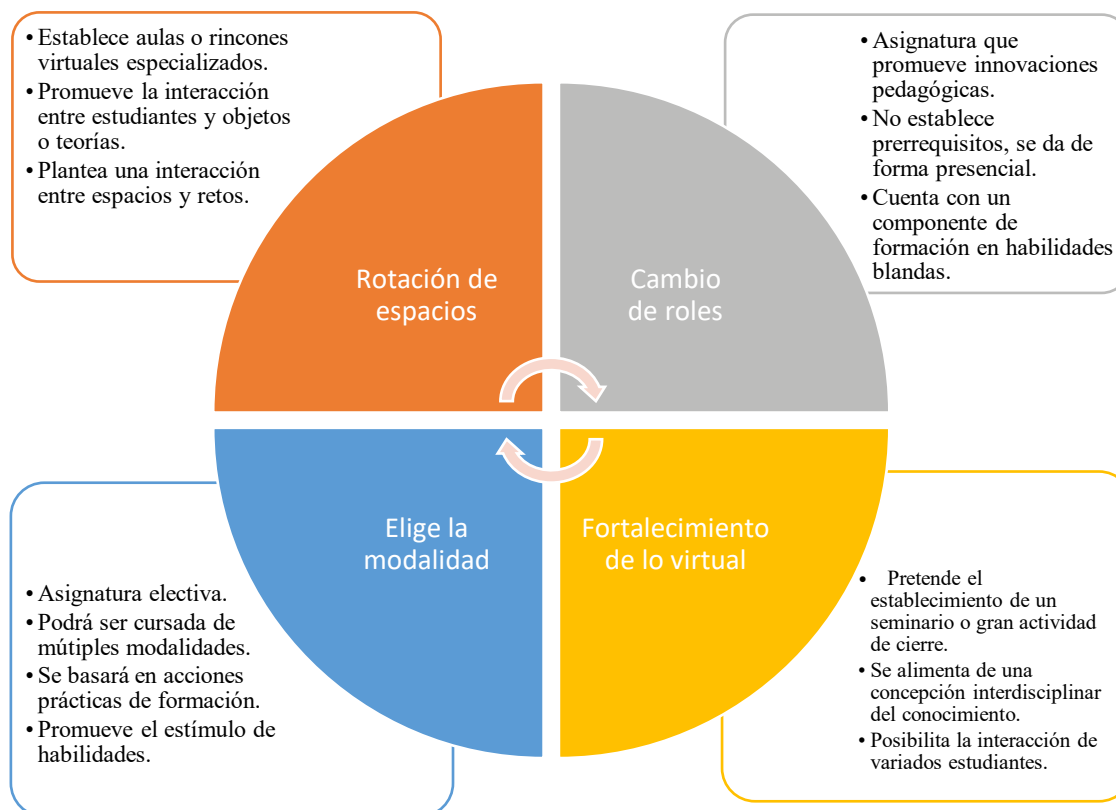 • Establece aulas o rincones
virtuales especializados.
• Promueve la interacción
entre estudiantes y objetos
o teorías.
• Plantea una interacción
entre espacios y retos.
• Asignatura que
promueve innovaciones
pedagógicas.
• No establece
prerrequisitos, se da de
forma presencial.
• Cuenta con un
componente de
formación en habilidades
blandas.
Rotación de
espacios
Cambio
de roles
Elige la
modalidad
Fortalecimiento
de lo virtual
• Asignatura electiva.
• Podrá ser cursada de
mútiples modalidades.
• Se basará en acciones
prácticas de formación.
• Promueve el estímulo de
habilidades.
• Pretende el
establecimiento de un
seminario o gran actividad
de cierre.
• Se alimenta de una
concepción interdisciplinar
del conocimiento.
• Posibilita la interacción de
variados estudiantes.